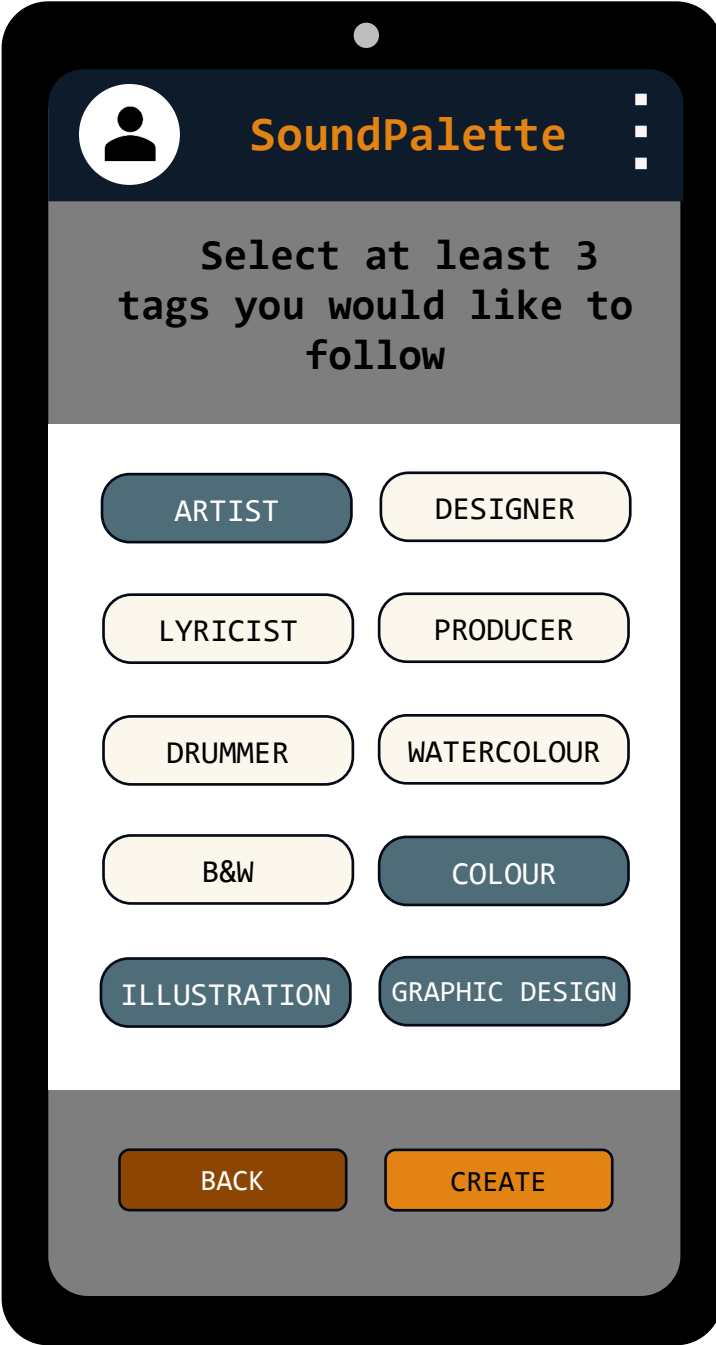 SoundPalette
Select at least 3
tags you would like to
follow
ARTIST
DESIGNER
LYRICIST
PRODUCER
DRUMMER
WATERCOLOUR
B&W
COLOUR
ILLUSTRATION
GRAPHIC DESIGN
BACK
CREATE